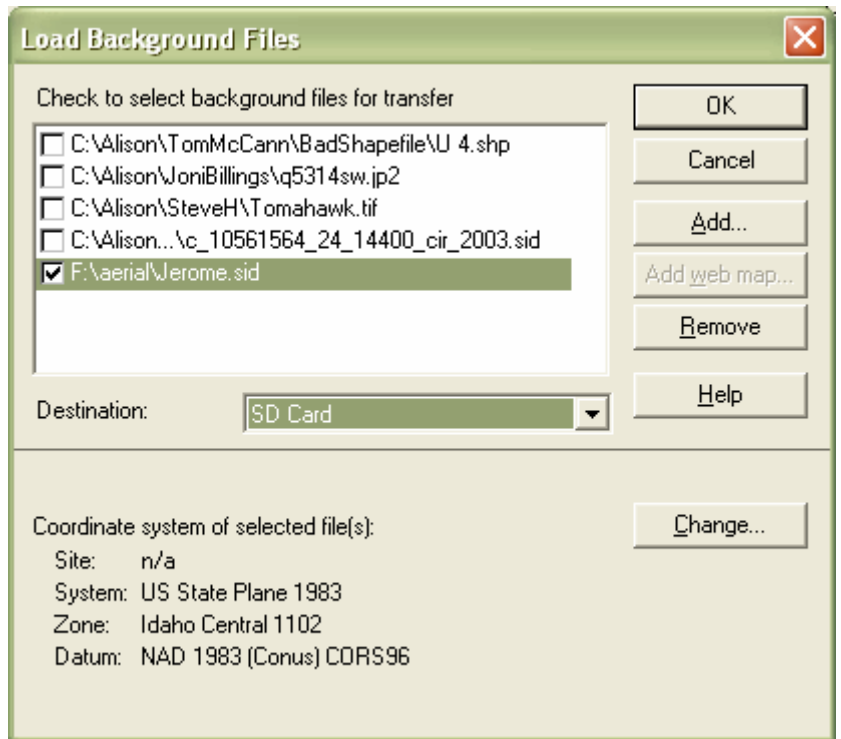 Load Background Files
Check to select background files for transfer
C:\Alison\TomMcCann\BadShapefile\U 4.shp
C:\Alison\JoniBillings\q5314sw.jp2
C:\Alison\SteveH\Tomahawk.tif
C:\Alison...\c_10561564_24_14400_cir_2003.sid
F:\aerial\Jerome.sid
OK
Cancel
Add...
Add web map...
Remove
Help
Destination: SD Card
Coordinate system of selected file(s):
Change...
Site: n/a
System: US State Plane 1983
Zone: Idaho Central 1102
Datum: NAD 1983 (Conus) CORS96